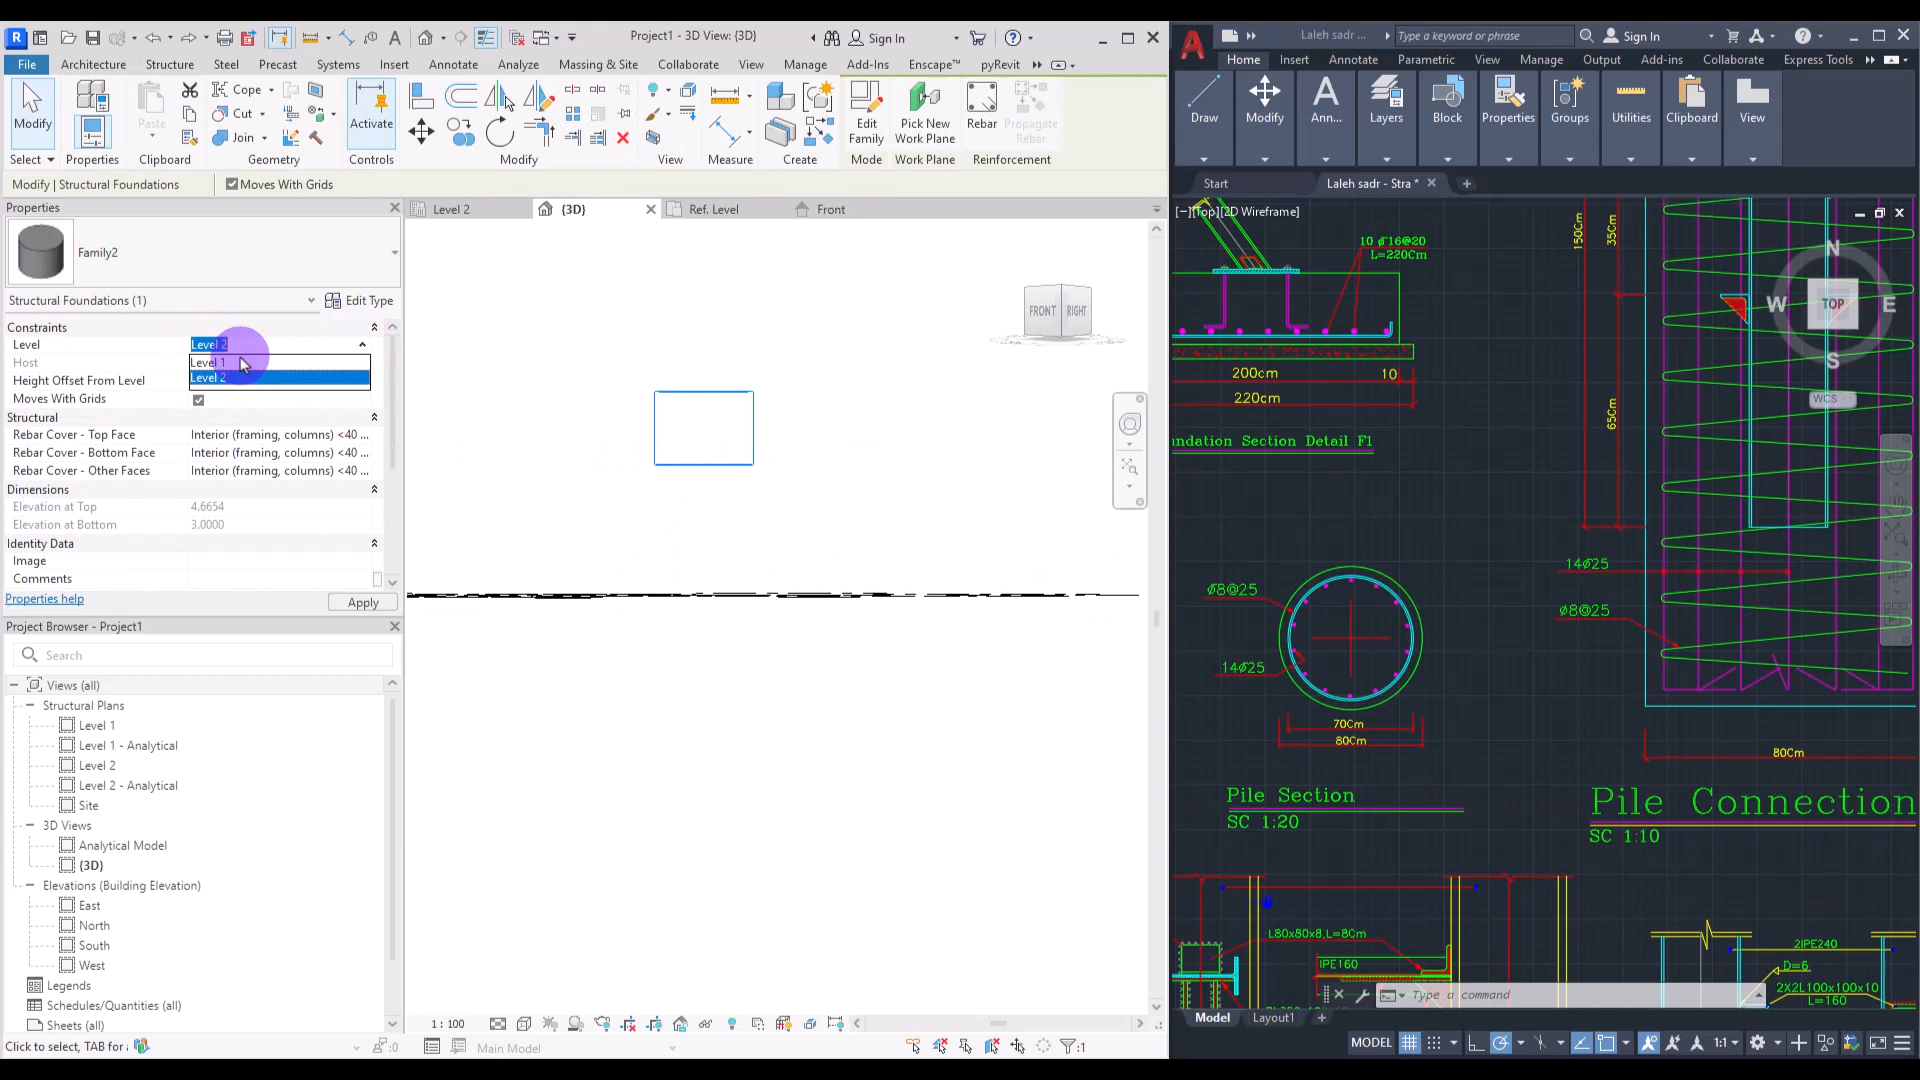 Project1 - 3D View: {3D}
Sign In
File Architecture Structure Steel Precast Systems Insert Annotate Analyze Massing & Site Collaborate View Manage Add-Ins Enscape™ pyRevit
Modify
Paste
Cope
Cut
Join
Activate
Edit Family
Pick New Work Plane
Rebar
Propagate Rebar
Select Properties Clipboard Geometry Controls Modify View Measure Create Mode Work Plane Reinforcement
Modify | Structural Foundations
Moves With Grids
Properties
Family2
Structural Foundations (1)
Edit Type
Constraints
Level
Level 2
Level 1
Level 2
Host
Height Offset From Level
Moves With Grids
Structural
Rebar Cover - Top Face Interior (framing, columns) <40 ...
Rebar Cover - Bottom Face Interior (framing, columns) <40 ...
Rebar Cover - Other Faces Interior (framing, columns) <40 ...
Dimensions
Elevation at Top 4.6654
Elevation at Bottom 3.0000
Identity Data
Image
Comments
Properties help
Apply
Project Browser - Project1
Search
Views (all)
Structural Plans
Level 1
Level 1 - Analytical
Level 2
Level 2 - Analytical
Site
3D Views
Analytical Model
{3D}
Elevations (Building Elevation)
East
North
South
West
Legends
Schedules/Quantities (all)
Sheets (all)
Click to select, TAB for
:0
Level 2
{3D}
Ref. Level
Front
FRONT RIGHT
1 : 100
Main Model
:1
Laleh sadr ...
Type a keyword or phrase
Sign In
Home Insert Annotate Parametric View Manage Output Add-ins Collaborate Express Tools
Draw Modify Ann... Layers Block Properties Groups Utilities Clipboard View
Start
Laleh sadr - Stra *
[−][Top][2D Wireframe]
10 ∅16@20
L=220Cm
200cm
10
220cm
undation Section Detail F1
150Cm
35Cm
65Cm
N
W
TOP
E
S
WCS
14∅25
∅8@25
80Cm
∅8@25
14∅25
70Cm
80Cm
Pile Section
SC 1:20
Pile Connection
SC 1:10
L80x80x8,L=8Cm
IPE160
2IPE240
D=6
2X2L100x100x10
L=160
Type a command
Model
Layout1
MODEL
1:1